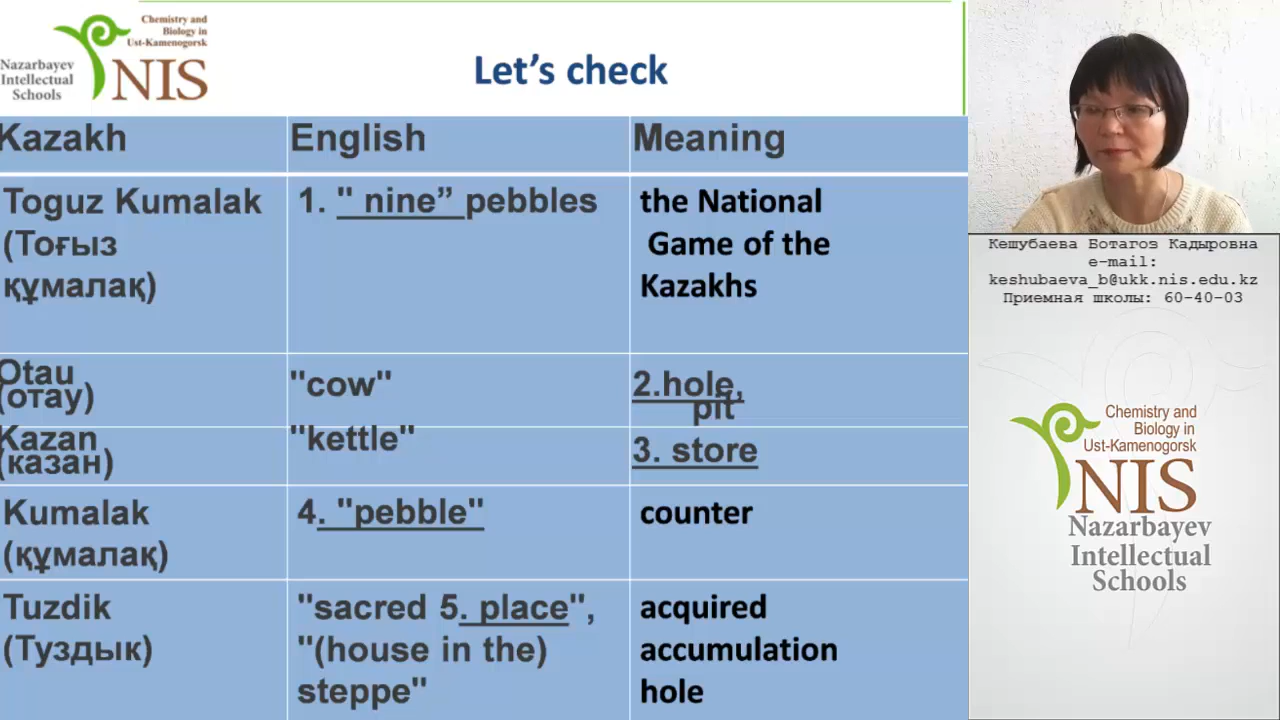 Chemistry and
Biology in
Ust-Kamenogorsk
Nazarbayev
Intellectual
Schools
NIS
Let's check
Kazakh English Meaning
Toguz Kumalak
(Тоғыз
құмалақ)
1. " nine” pebbles
the National
Game of the
Kazakhs
Otau
(отау)
"cow"
2.hole,
pit
Kazan
(казан)
"kettle"
3. store
Kumalak
(құмалақ)
4. "pebble"
counter
Tuzdik
(Туздык)
"sacred 5. place",
"(house in the)
steppe"
acquired
accumulation
hole
Кешубаева Ботагоз Кадыровна
e-mail:
keshubaeva_b@ukk.nis.edu.kz
Приемная школы: 60-40-03
Chemistry and
Biology in
Ust-Kamenogorsk
NIS
Nazarbayev
Intellectual
Schools